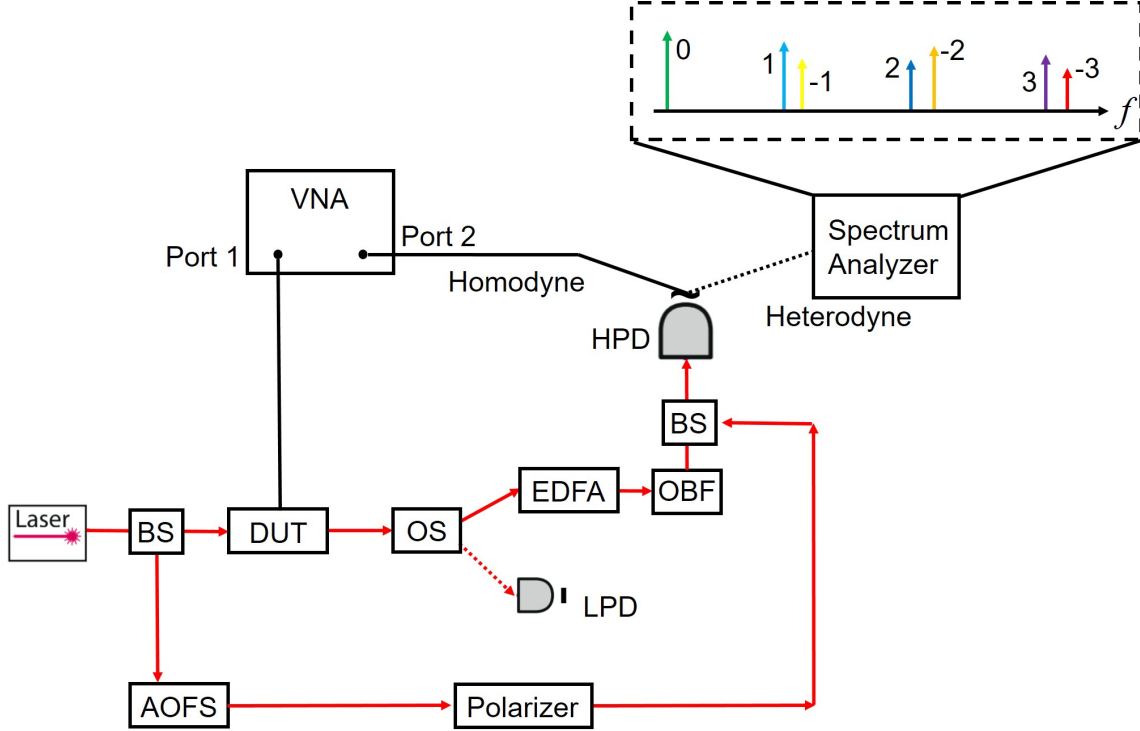 0
1
-1
2
-2
3
-3
f
VNA
Port 1
Port 2
Homodyne
Spectrum
Analyzer
Heterodyne
HPD
BS
EDFA
OBF
Laser
BS
DUT
OS
LPD
AOFS
Polarizer